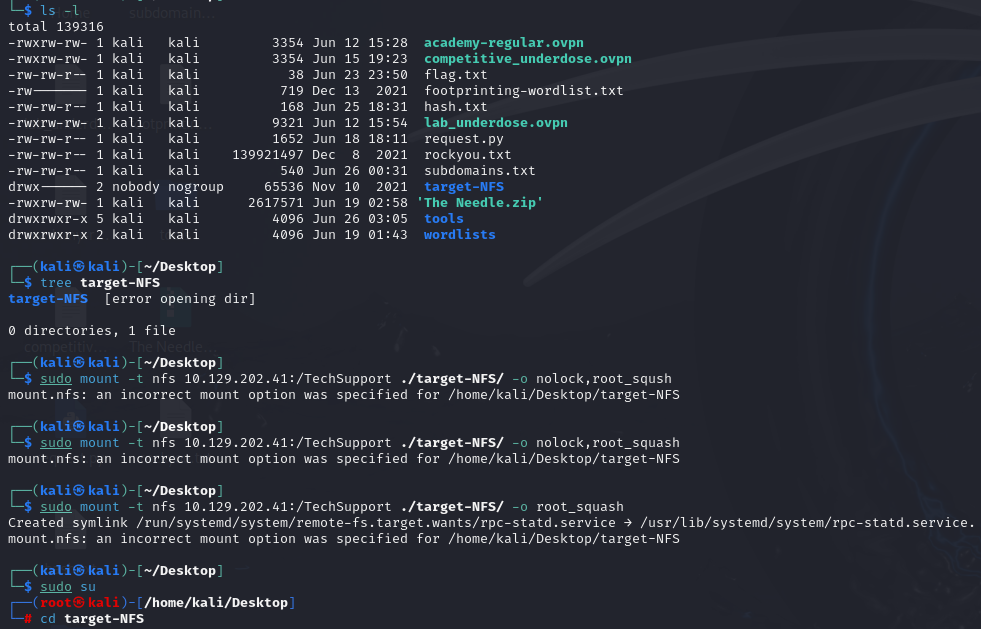 └─$ ls -l
total 139316
-rwxrw-rw- 1 kali   kali        3354 Jun 12 15:28  academy-regular.ovpn
-rwxrw-rw- 1 kali   kali        3354 Jun 15 19:23  competitive_underdose.ovpn
-rw-rw-r-- 1 kali   kali          38 Jun 23 23:50  flag.txt
-rw------- 1 kali   kali         719 Dec 13  2021  footprinting-wordlist.txt
-rw-rw-r-- 1 kali   kali         168 Jun 25 18:31  hash.txt
-rwxrw-rw- 1 kali   kali        9321 Jun 12 15:54  lab_underdose.ovpn
-rw-rw-r-- 1 kali   kali        1652 Jun 18 18:11  request.py
-rw-rw-r-- 1 kali   kali   139921497 Dec  8  2021  rockyou.txt
-rw-rw-r-- 1 kali   kali         540 Jun 26 00:31  subdomains.txt
drwx------ 2 nobody nogroup     65536 Nov 10  2021  target-NFS
-rwxrw-rw- 1 kali   kali     2617571 Jun 19 02:58 'The Needle.zip'
drwxrwxr-x 5 kali   kali        4096 Jun 26 03:05  tools
drwxrwxr-x 2 kali   kali        4096 Jun 19 01:43  wordlists
┌──(kali㉿kali)-[~/Desktop]
└─$ tree target-NFS
target-NFS  [error opening dir]
0 directories, 1 file
┌──(kali㉿kali)-[~/Desktop]
└─$ sudo mount -t nfs 10.129.202.41:/TechSupport ./target-NFS/ -o nolock,root_sqush
mount.nfs: an incorrect mount option was specified for /home/kali/Desktop/target-NFS
┌──(kali㉿kali)-[~/Desktop]
└─$ sudo mount -t nfs 10.129.202.41:/TechSupport ./target-NFS/ -o nolock,root_squash
mount.nfs: an incorrect mount option was specified for /home/kali/Desktop/target-NFS
┌──(kali㉿kali)-[~/Desktop]
└─$ sudo mount -t nfs 10.129.202.41:/TechSupport ./target-NFS/ -o root_squash
Created symlink /run/systemd/system/remote-fs.target.wants/rpc-statd.service → /usr/lib/systemd/system/rpc-statd.service.
mount.nfs: an incorrect mount option was specified for /home/kali/Desktop/target-NFS
┌──(kali㉿kali)-[~/Desktop]
└─$ sudo su
┌──(root㉿kali)-[/home/kali/Desktop]
└─# cd target-NFS